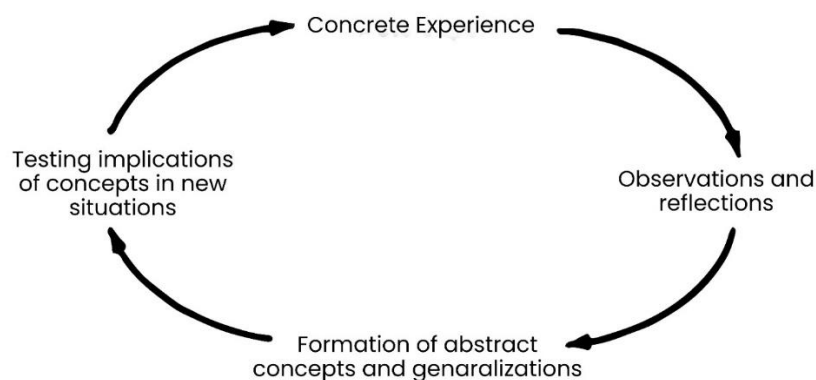 Concrete Experience
Observations and
reflections
Formation of abstract
concepts and genaralizations
Testing implications
of concepts in new
situations